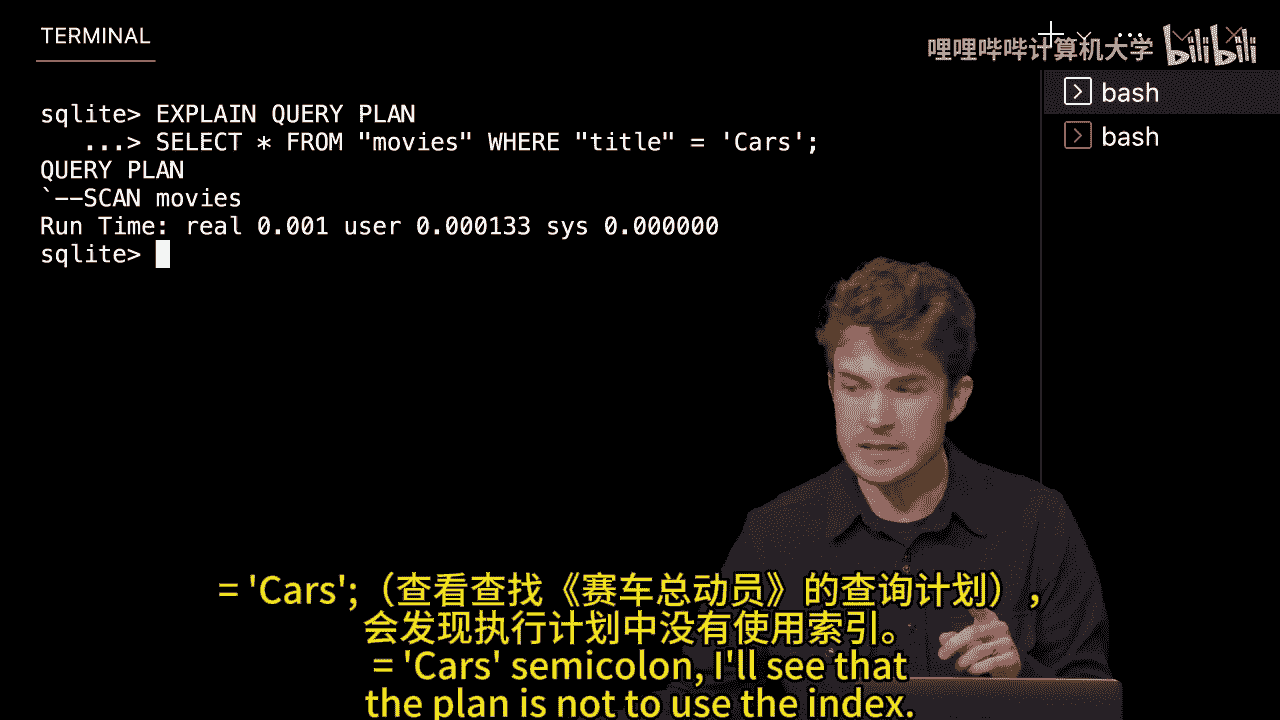 TERMINAL
哩哩哔哔计算机大学 bilibili
bash
bash
sqlite> EXPLAIN QUERY PLAN
...> SELECT * FROM "movies" WHERE "title" = 'Cars';
QUERY PLAN
`--SCAN movies
Run Time: real 0.001 user 0.000133 sys 0.000000
sqlite>
= 'Cars';（查看查找《赛车总动员》的查询计划），
会发现执行计划中没有使用索引。
= 'Cars' semicolon, I'll see that
the plan is not to use the index.